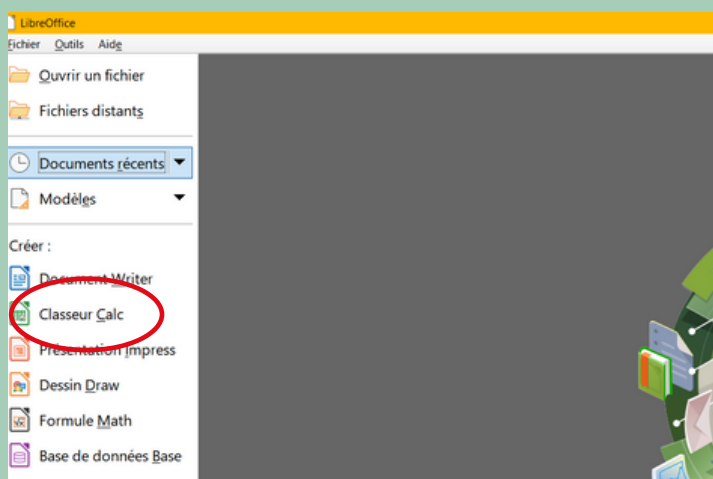 LibreOffice
Fichier Outils Aide
Ouvrir un fichier
Fichiers distants
Documents récents
Modèles
Créer :
Document Writer
Classeur Calc
Présentation Impress
Dessin Draw
Formule Math
Base de données Base